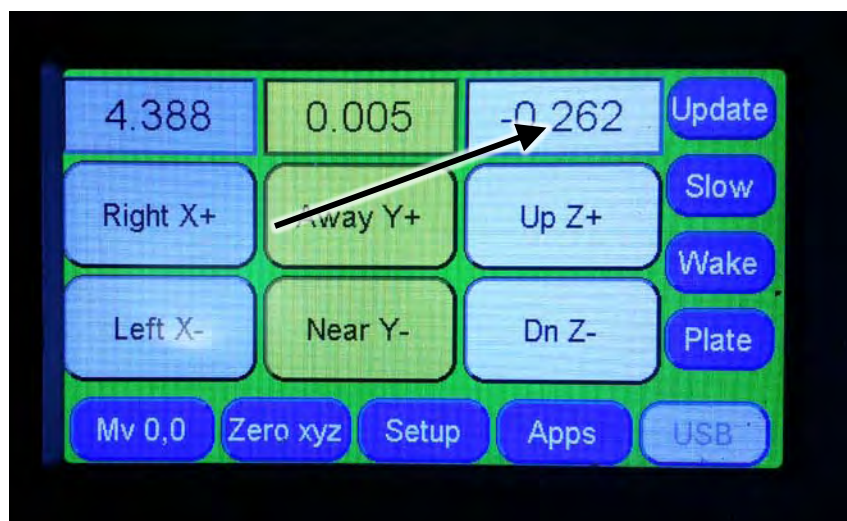 4.388 0.005 -0.262 Update
Right X+ Away Y+ Up Z+ Slow
Wake
Left X- Near Y- Dn Z- Plate
Mv 0,0 Zero xyz Setup Apps USB